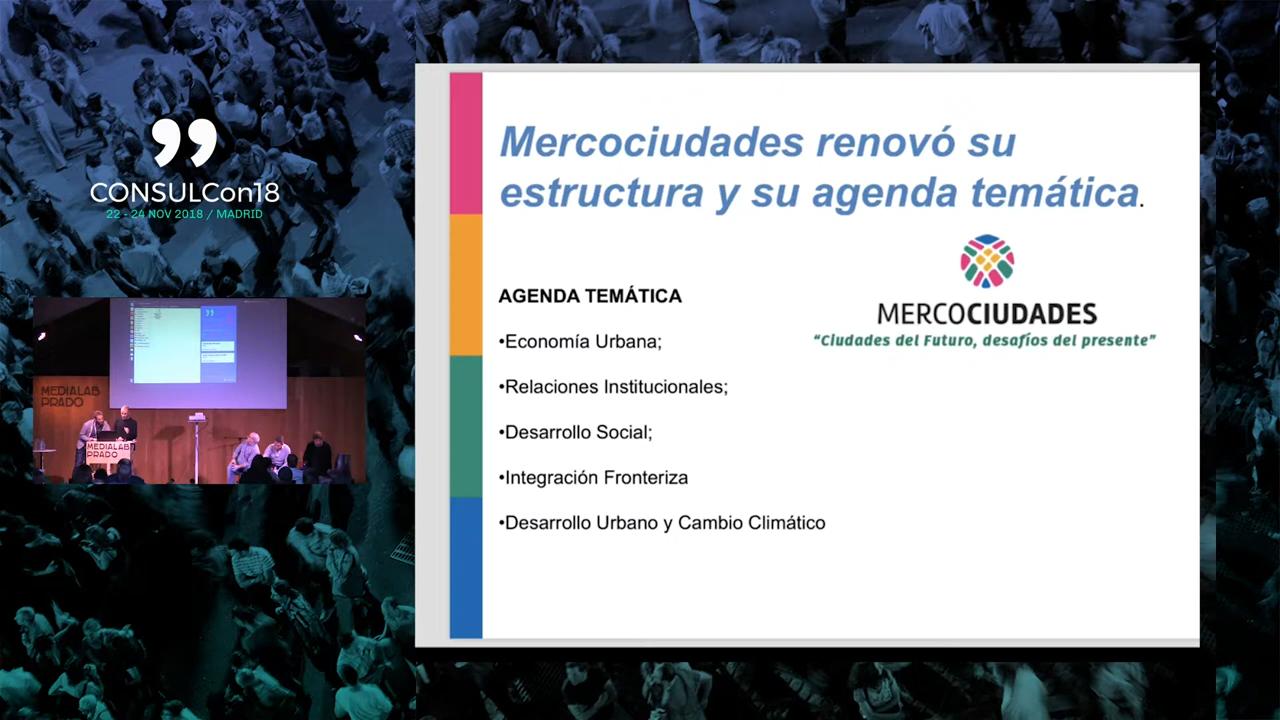 CONSULCon18
22 - 24 NOV 2018 / MADRID
MEDIALAB
PRADO
MEDIALAB
PRADO
Mercociudades renovó su
estructura y su agenda temática.
MERCOCIUDADES
“Ciudades del Futuro, desafíos del presente”
AGENDA TEMÁTICA
•Economía Urbana;
•Relaciones Institucionales;
•Desarrollo Social;
•Integración Fronteriza
•Desarrollo Urbano y Cambio Climático